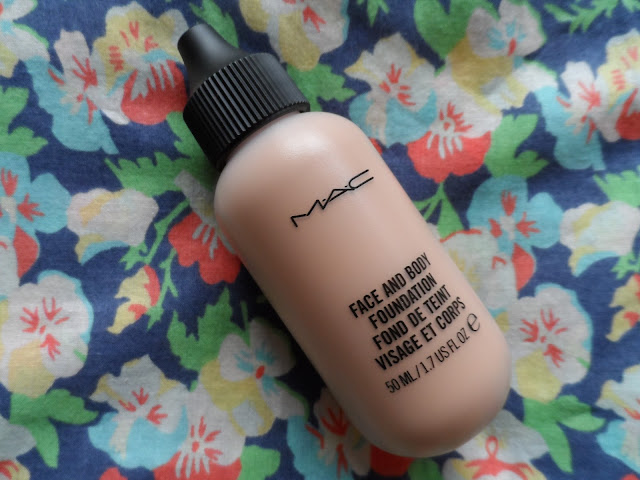 M·A·C
FACE AND BODY
FOUNDATION
FOND DE TEINT
VISAGE ET CORPS
50 ML / 1.7 US FL OZ ℮